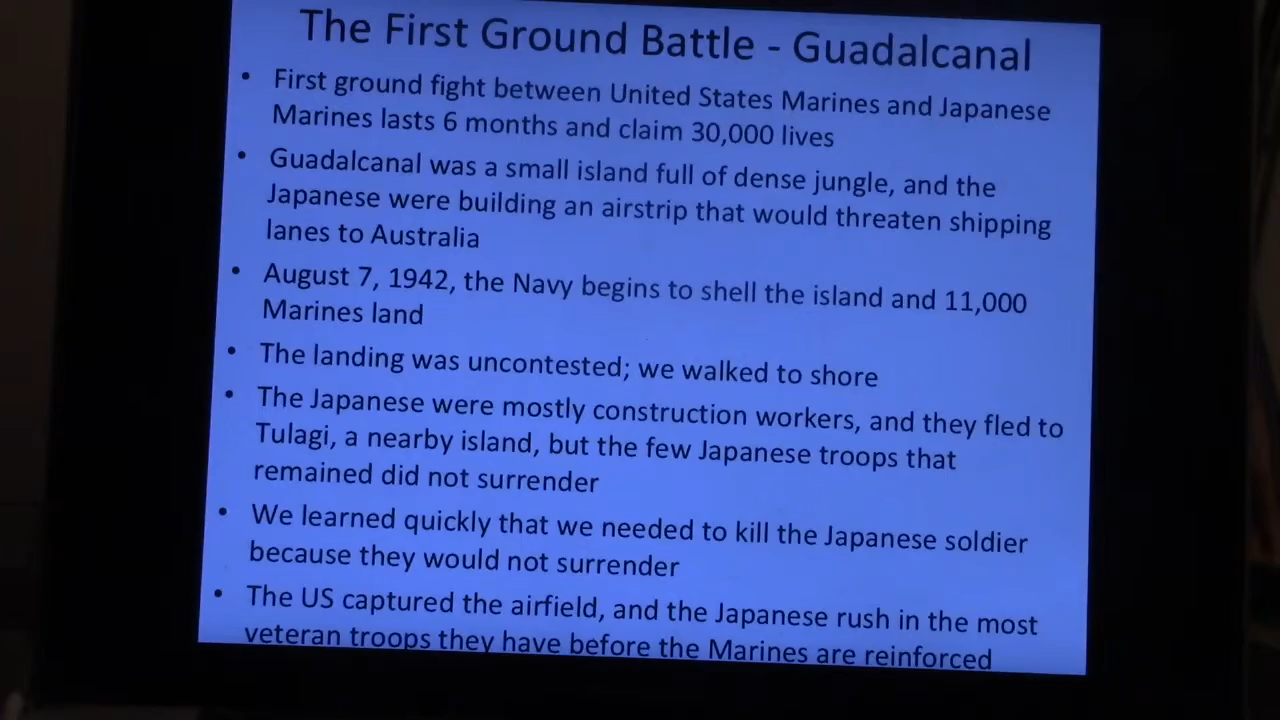 The First Ground Battle - Guadalcanal
• First ground fight between United States Marines and Japanese
Marines lasts 6 months and claim 30,000 lives
• Guadalcanal was a small island full of dense jungle, and the
Japanese were building an airstrip that would threaten shipping
lanes to Australia
• August 7, 1942, the Navy begins to shell the island and 11,000
Marines land
• The landing was uncontested; we walked to shore
• The Japanese were mostly construction workers, and they fled to
Tulagi, a nearby island, but the few Japanese troops that
remained did not surrender
• We learned quickly that we needed to kill the Japanese soldier
because they would not surrender
• The US captured the airfield, and the Japanese rush in the most
veteran troops they have before the Marines are reinforced